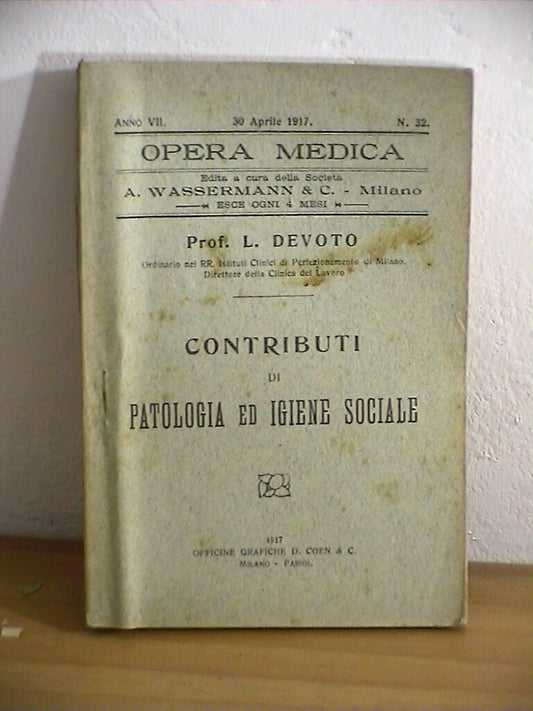 ANNO VII. 30 Aprile 1917. N. 32.
OPERA MEDICA
Edita a cura della Società
A. WASSERMANN & C. - Milano
ESCE OGNI 4 MESI
Prof. L. DEVOTO
Ordinario nei RR. Istituti Clinici di Perfezionamento di Milano.
Direttore della Clinica del Lavoro
CONTRIBUTI
DI
PATOLOGIA ED IGIENE SOCIALE
1917
OFFICINE GRAFICHE D. COEN & C.
MILANO - PARIGI.